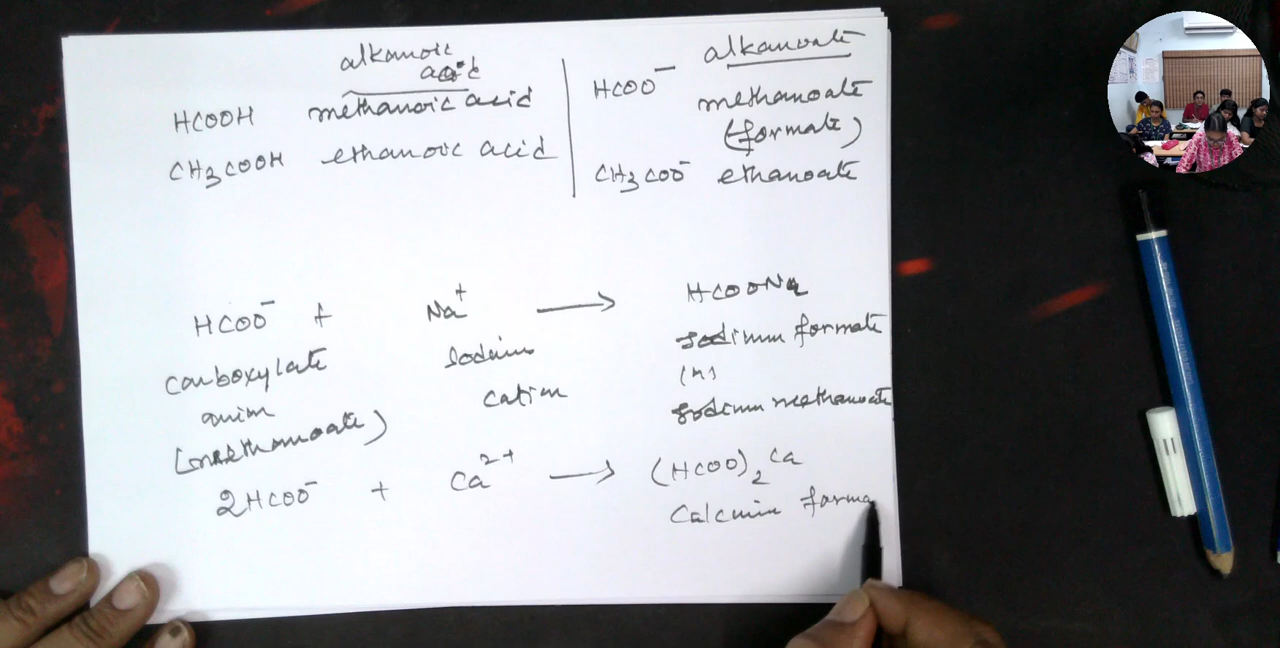 alkanoic
acid
HCOOH methanoic acid
CH3COOH ethanoic acid
alkanoate
HCOO⁻ methanoate
(formate)
CH3COO⁻ ethanoate
HCOO⁻ + Na⁺ ⟶ HCOONa
carboxylate sodium sodium formate
anion cation
(methanoate) sodium methanoate
2HCOO⁻ + Ca²⁺ ⟶ (HCOO)₂Ca
Calcium forma